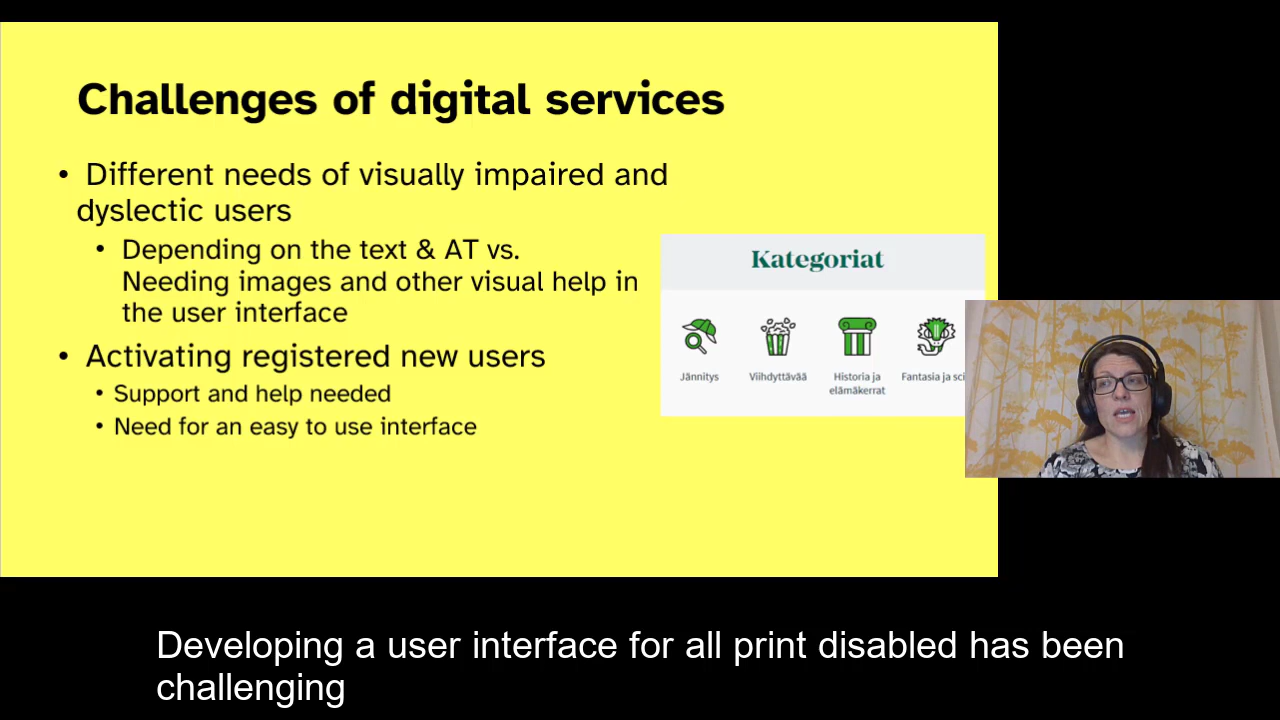 Challenges of digital services
• Different needs of visually impaired and
dyslectic users
• Depending on the text & AT vs.
Needing images and other visual help in
the user interface
• Activating registered new users
• Support and help needed
• Need for an easy to use interface
Kategoriat
Jännitys
Viihdyttävää
Historia ja
elämäkerrat
Fantasia ja sci
Developing a user interface for all print disabled has been
challenging